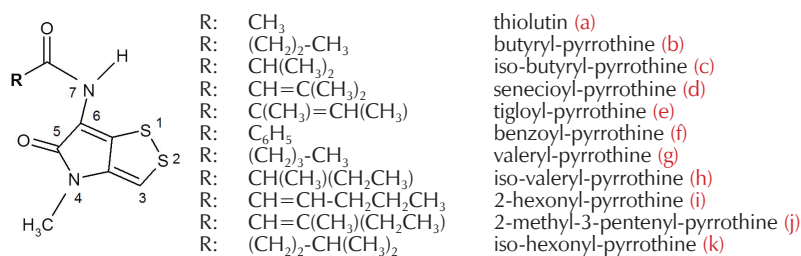 R: CH₃ thiolutin (a)
R: (CH₂)₂-CH₃ butyryl-pyrrothine (b)
R: CH(CH₃)₂ iso-butyryl-pyrrothine (c)
R: CH=C(CH₃)₂ senecioyl-pyrrothine (d)
R: C(CH₃)=CH(CH₃) tigloyl-pyrrothine (e)
R: C₆H₅ benzoyl-pyrrothine (f)
R: (CH₂)₃-CH₃ valeryl-pyrrothine (g)
R: CH(CH₃)(CH₂CH₃) iso-valeryl-pyrrothine (h)
R: CH=CH-CH₂CH₂CH₃ 2-hexonyl-pyrrothine (i)
R: CH=C(CH₃)(CH₂CH₃) 2-methyl-3-pentenyl-pyrrothine (j)
R: (CH₂)₂-CH(CH₃)₂ iso-hexonyl-pyrrothine (k)
O
H
R
N
7
6
S
1
5
O
S
2
N
4
3
H₃C